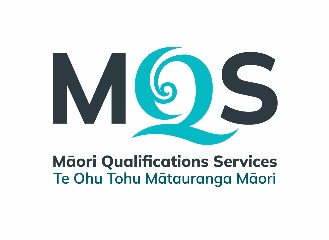 MQS
Māori Qualifications Services
Te Ohu Tohu Mātauranga Māori